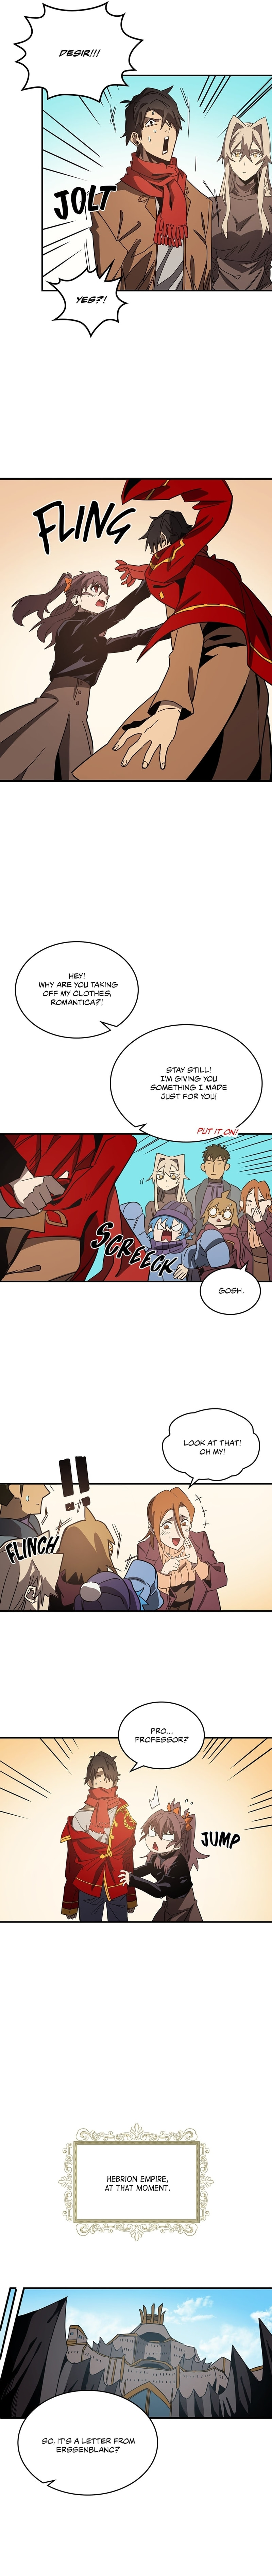 DESIR!!!
JOLT
YES?!
FLING
HEY!
WHY ARE YOU TAKING
OFF MY CLOTHES,
ROMANTICA?!
STAY STILL!
I'M GIVING YOU
SOMETHING I MADE
JUST FOR YOU!
PUT IT ON!
SCREECK
GOSH.
LOOK AT THAT!
OH MY!
!!
FLINCH
PRO...
PROFESSOR?
JUMP
HEBRION EMPIRE,
AT THAT MOMENT.
SO, IT'S A LETTER FROM
ERSSENBLANC?